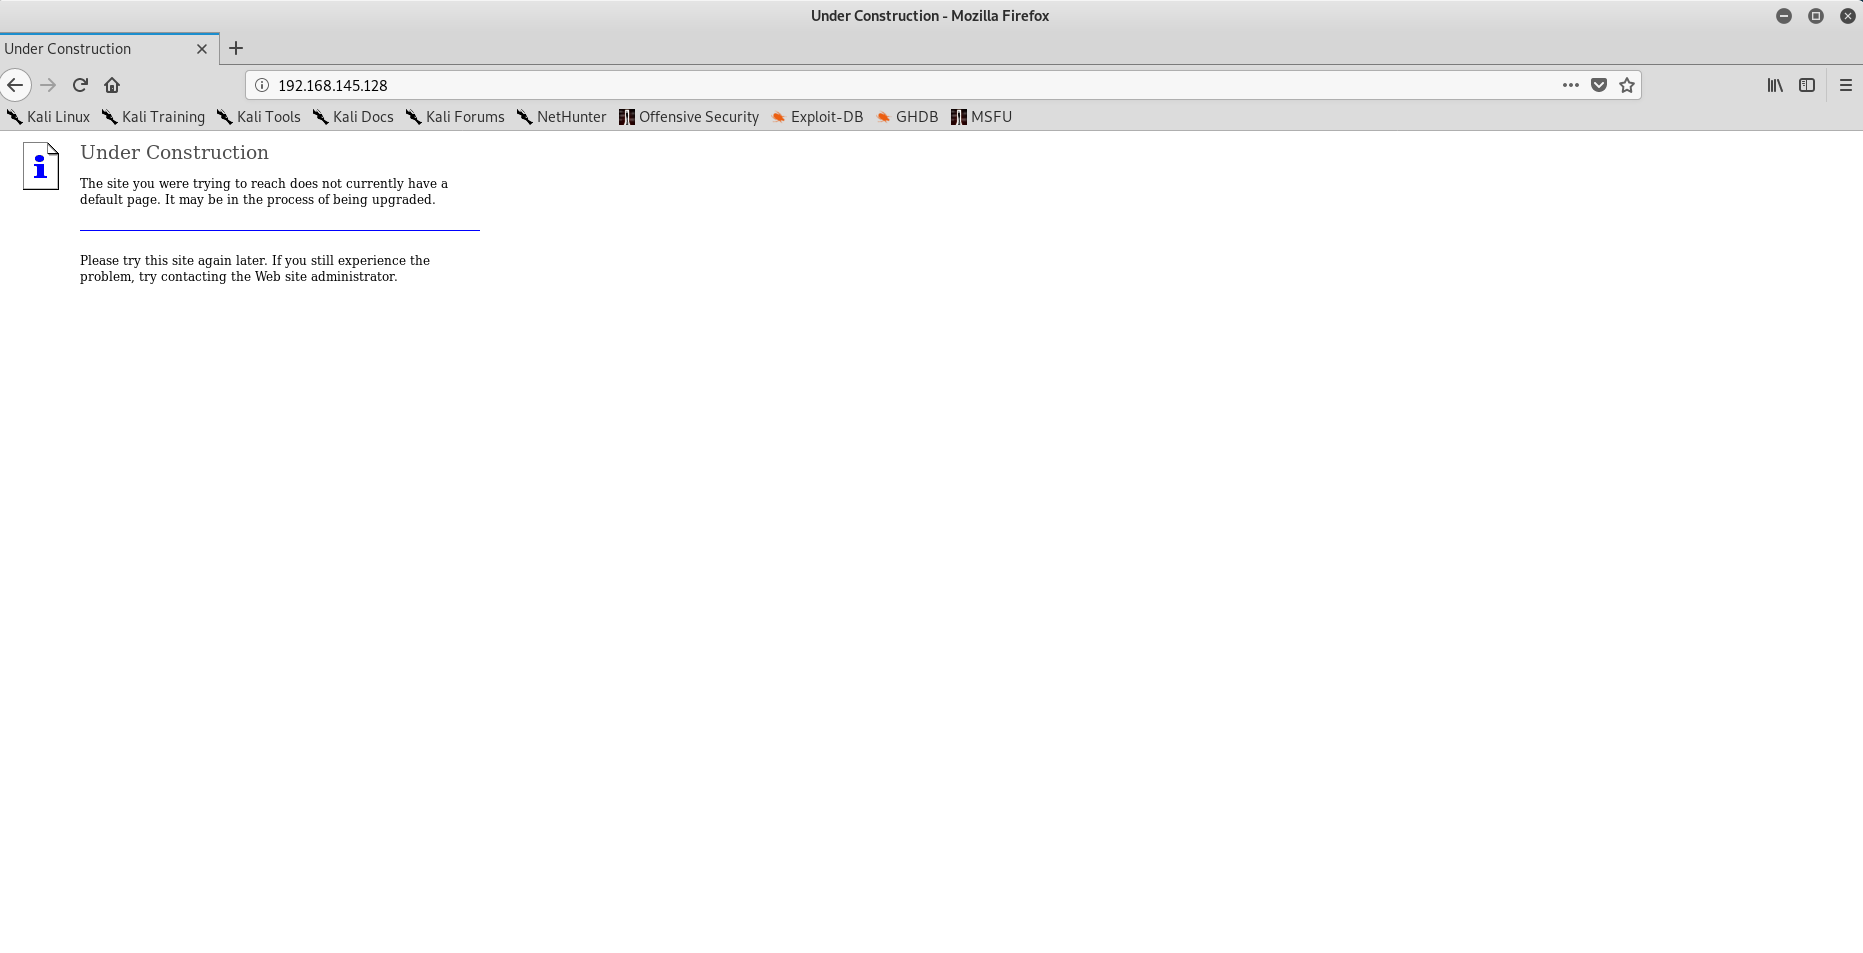 Under Construction - Mozilla Firefox
Under Construction
192.168.145.128
Kali Linux Kali Training Kali Tools Kali Docs Kali Forums NetHunter Offensive Security Exploit-DB GHDB MSFU
Under Construction
The site you were trying to reach does not currently have a
default page. It may be in the process of being upgraded.
Please try this site again later. If you still experience the
problem, try contacting the Web site administrator.